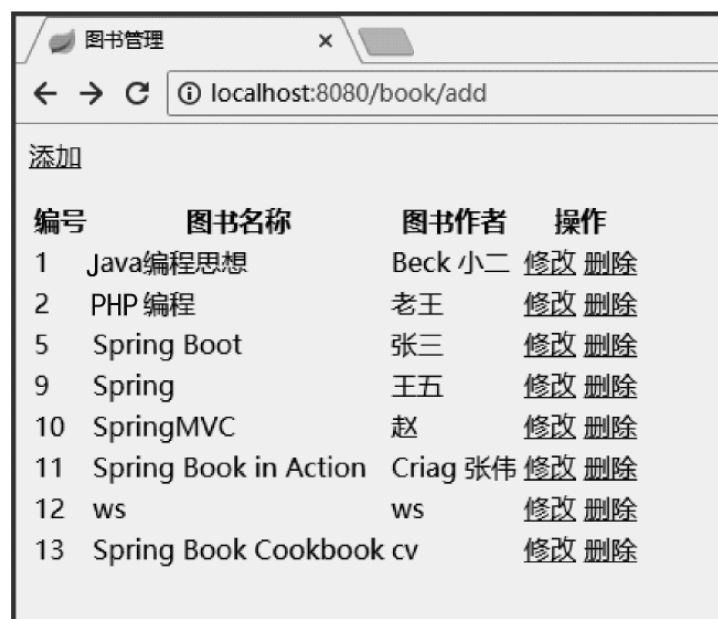 图书管理
localhost:8080/book/add
添加
编号 图书名称 图书作者 操作
1 Java编程思想 Beck 小二 修改 删除
2 PHP 编程 老王 修改 删除
5 Spring Boot 张三 修改 删除
9 Spring 王五 修改 删除
10 SpringMVC 赵 修改 删除
11 Spring Book in Action Criag 张伟 修改 删除
12 ws ws 修改 删除
13 Spring Book Cookbook cv 修改 删除